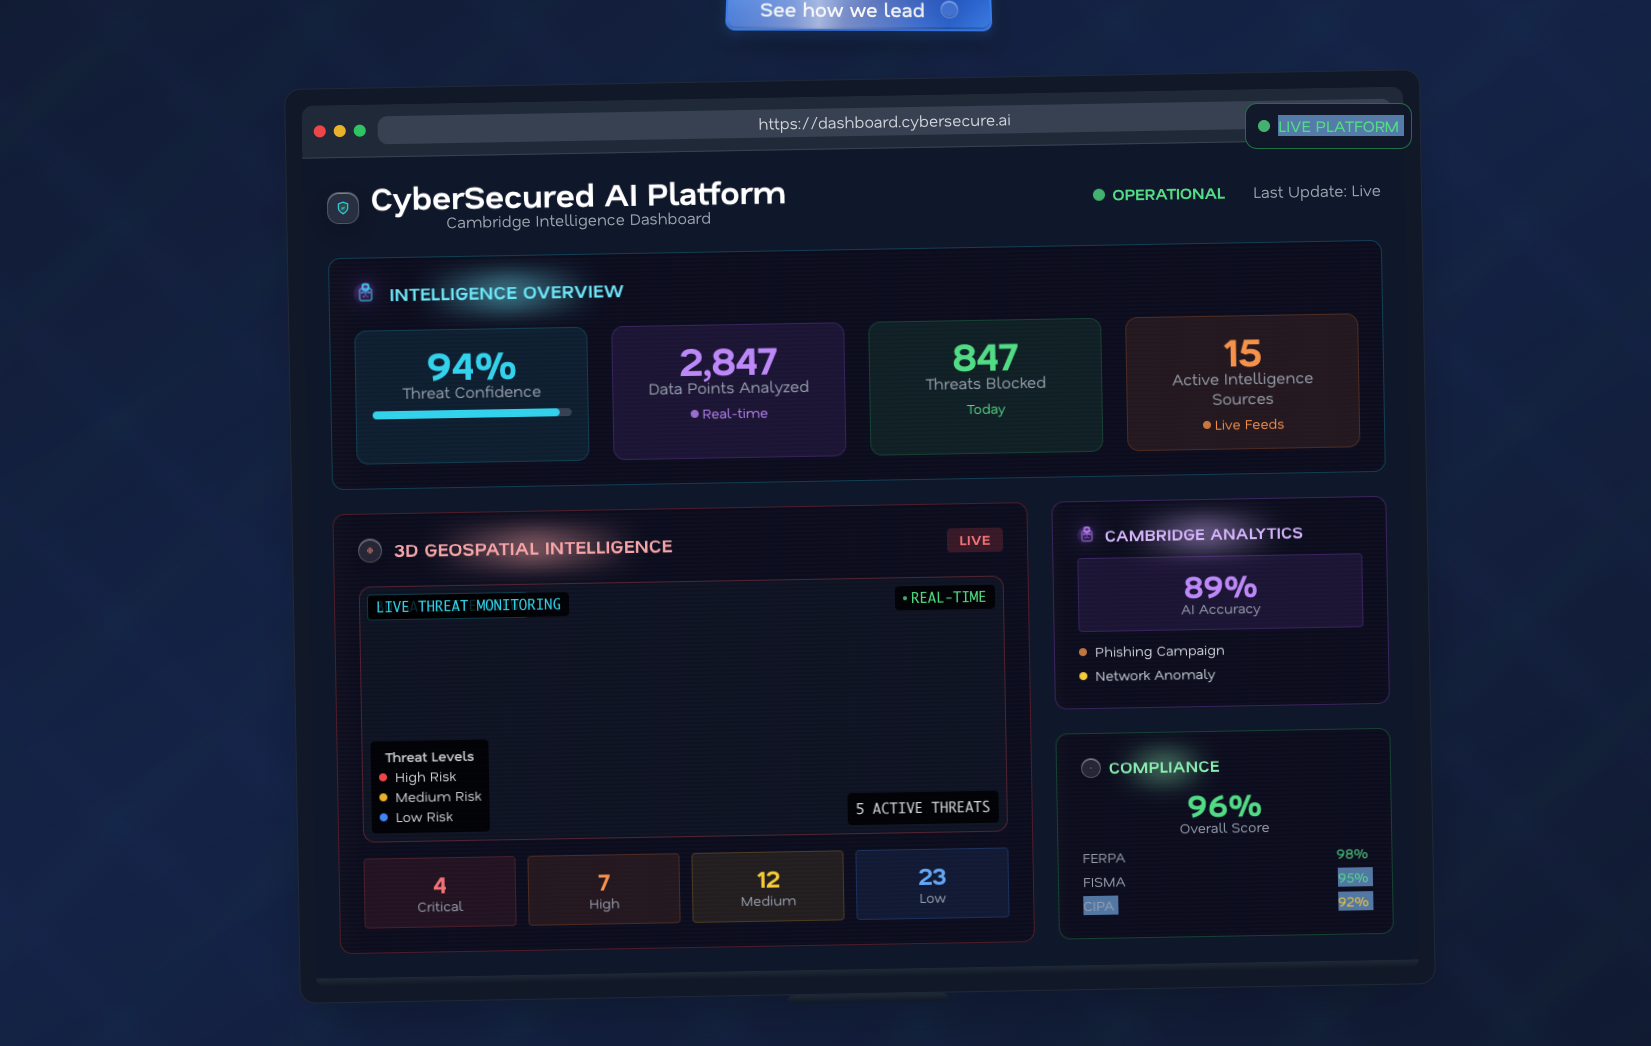 See how we lead
https://dashboard.cybersecure.ai
LIVE PLATFORM
CyberSecured AI Platform
Cambridge Intelligence Dashboard
OPERATIONAL
Last Update: Live
INTELLIGENCE OVERVIEW
94%
Threat Confidence
2,847
Data Points Analyzed
Real-time
847
Threats Blocked
Today
15
Active Intelligence
Sources
Live Feeds
3D GEOSPATIAL INTELLIGENCE
LIVE
LIVE THREAT MONITORING
REAL-TIME
Threat Levels
High Risk
Medium Risk
Low Risk
5 ACTIVE THREATS
4
Critical
7
High
12
Medium
23
Low
CAMBRIDGE ANALYTICS
89%
AI Accuracy
Phishing Campaign
Network Anomaly
COMPLIANCE
96%
Overall Score
FERPA 98%
FISMA 95%
CIPA 92%